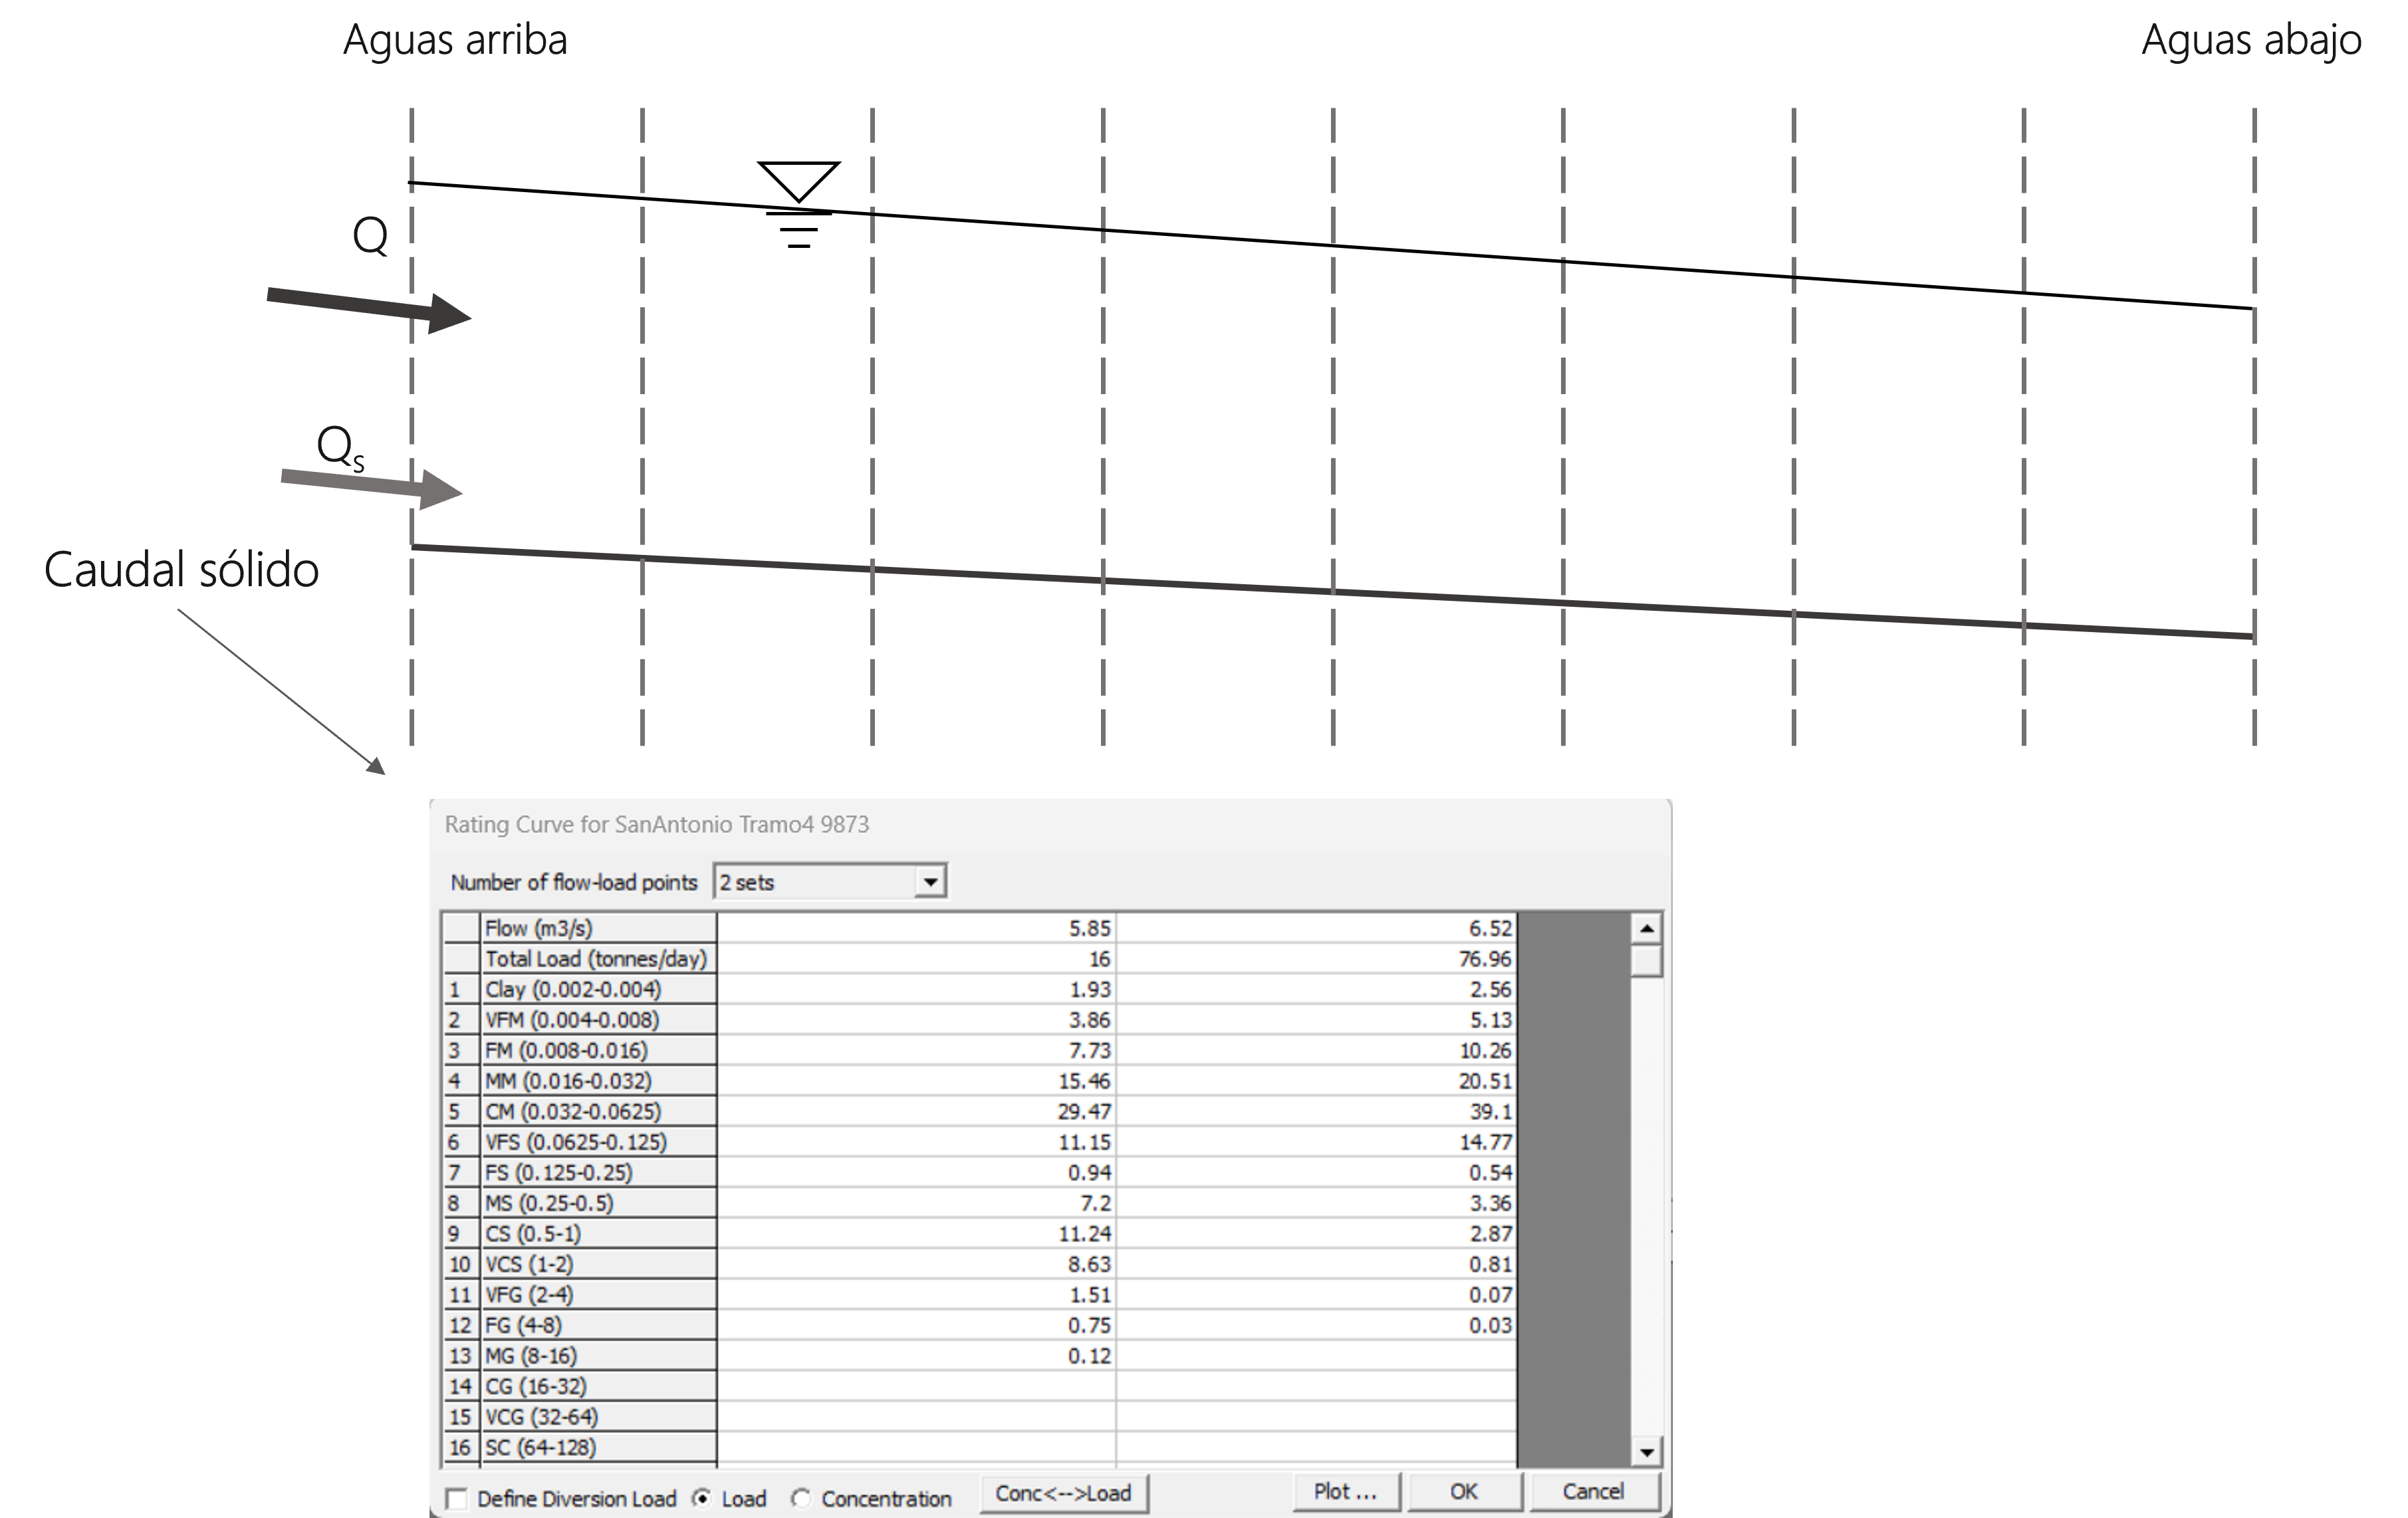 Aguas arriba
Aguas abajo
Q
Qs
Caudal sólido
Rating Curve for SanAntonio Tramo4 9873
Number of flow-load points 2 sets
Flow (m3/s) 5.85 6.52
Total Load (tonnes/day) 16 76.96
1 Clay (0.002-0.004) 1.93 2.56
2 VFM (0.004-0.008) 3.86 5.13
3 FM (0.008-0.016) 7.73 10.26
4 MM (0.016-0.032) 15.46 20.51
5 CM (0.032-0.0625) 29.47 39.1
6 VFS (0.0625-0.125) 11.15 14.77
7 FS (0.125-0.25) 0.94 0.54
8 MS (0.25-0.5) 7.2 3.36
9 CS (0.5-1) 11.24 2.87
10 VCS (1-2) 8.63 0.81
11 VFG (2-4) 1.51 0.07
12 FG (4-8) 0.75 0.03
13 MG (8-16) 0.12
14 CG (16-32)
15 VCG (32-64)
16 SC (64-128)
Define Diversion Load Load Concentration Conc<-->Load Plot ... OK Cancel